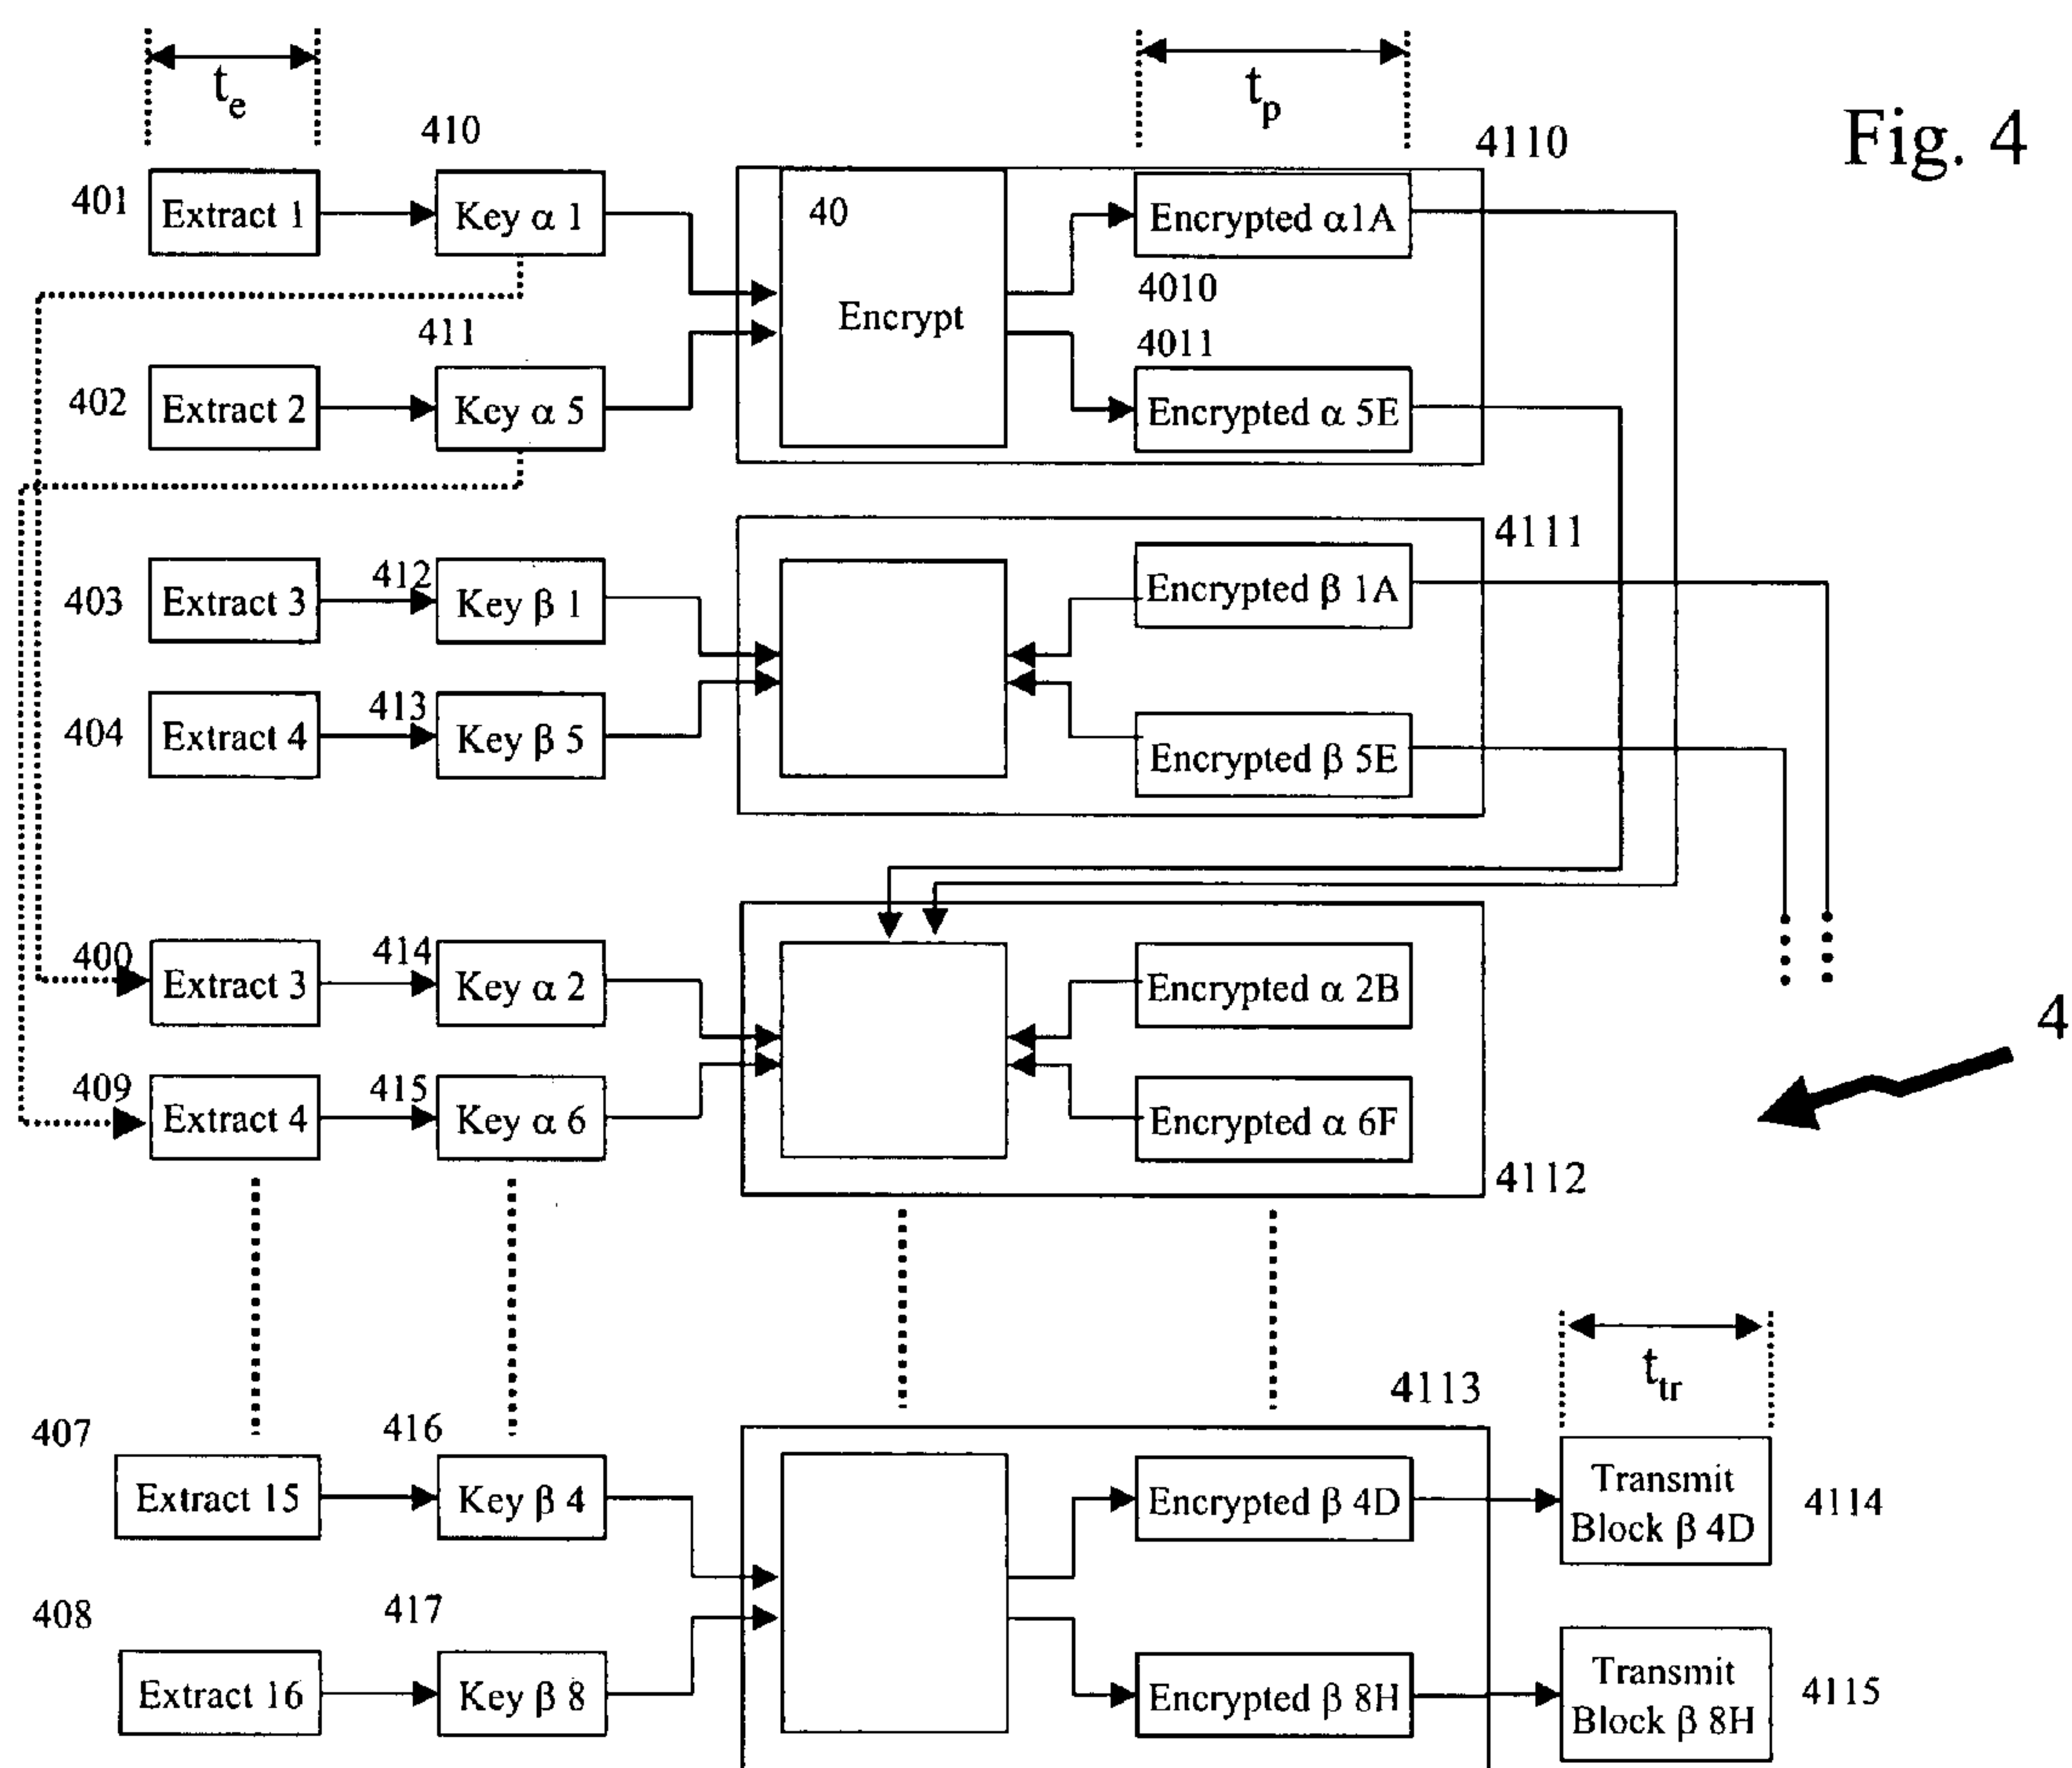 t_e
t_p
Fig. 4
410
4110
401
Extract 1
Key α 1
40
Encrypt
Encrypted α1A
4010
411
4011
402
Extract 2
Key α 5
Encrypted α 5E
4111
403
Extract 3
412
Key β 1
Encrypted β 1A
404
Extract 4
413
Key β 5
Encrypted β 5E
400
Extract 3
414
Key α 2
Encrypted α 2B
4
409
Extract 4
415
Key α 6
Encrypted α 6F
4112
t_tr
4113
407
Extract 15
416
Key β 4
Encrypted β 4D
Transmit
Block β 4D
4114
408
Extract 16
417
Key β 8
Encrypted β 8H
Transmit
Block β 8H
4115